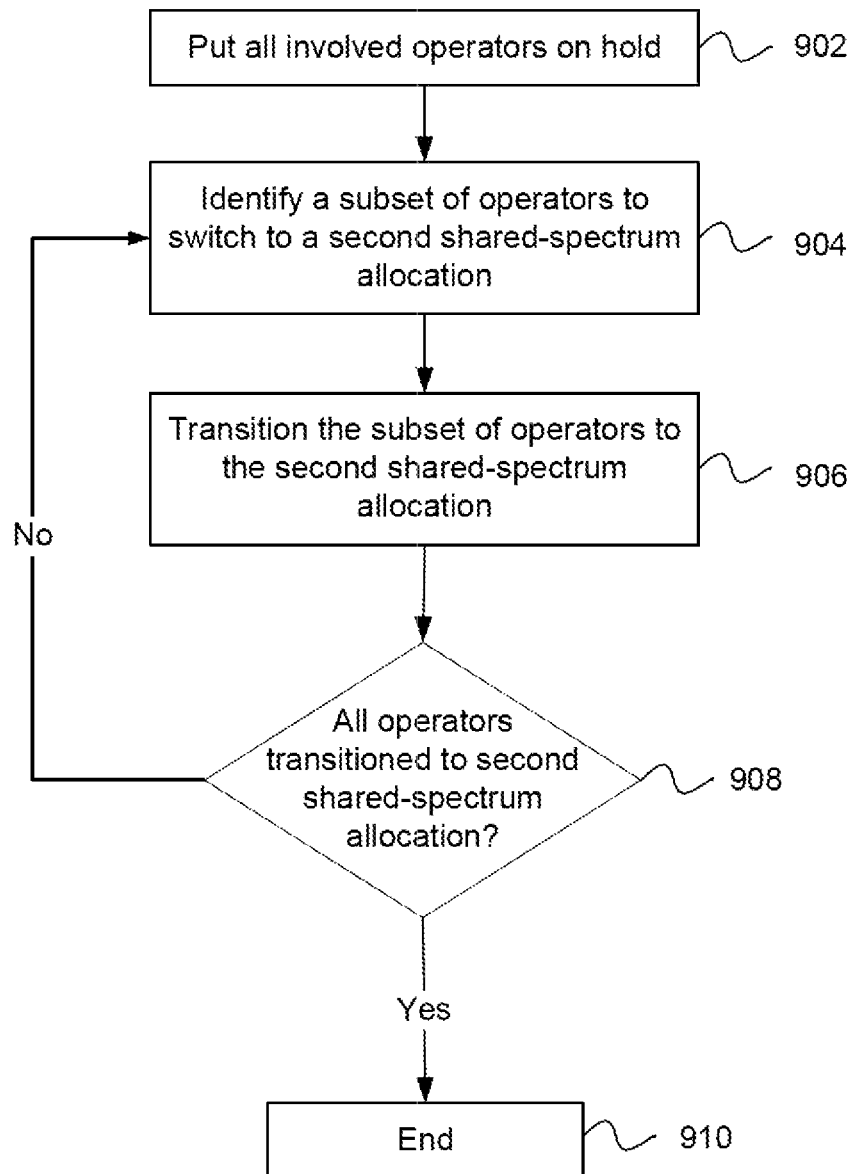 Put all involved operators on hold
902
Identify a subset of operators to
switch to a second shared-spectrum
allocation
904
Transition the subset of operators to
the second shared-spectrum
allocation
906
No
All operators
transitioned to second
shared-spectrum
allocation?
908
Yes
End
910